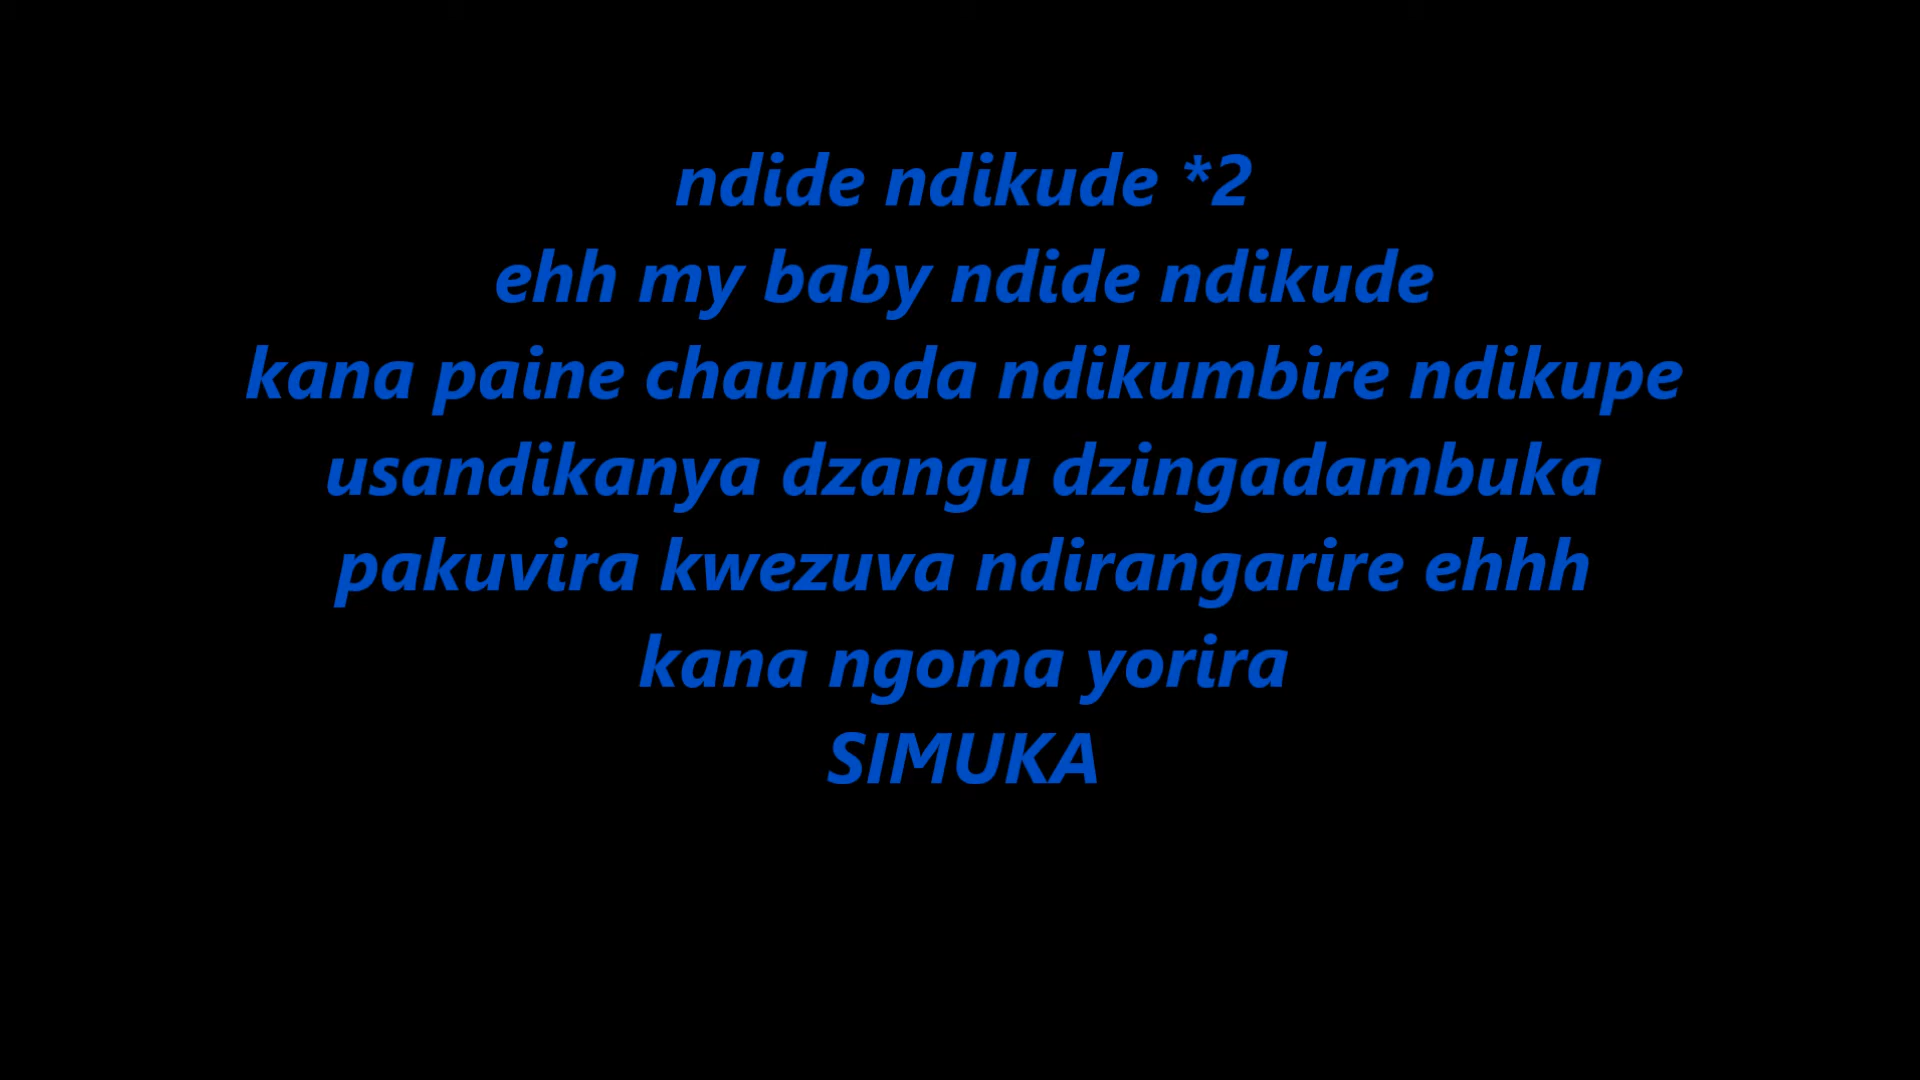 ndide ndikude *2
ehh my baby ndide ndikude
kana paine chaunoda ndikumbire ndikupe
usandikanya dzangu dzingadambuka
pakuvira kwezuva ndirangarire ehhh
kana ngoma yorira
SIMUKA